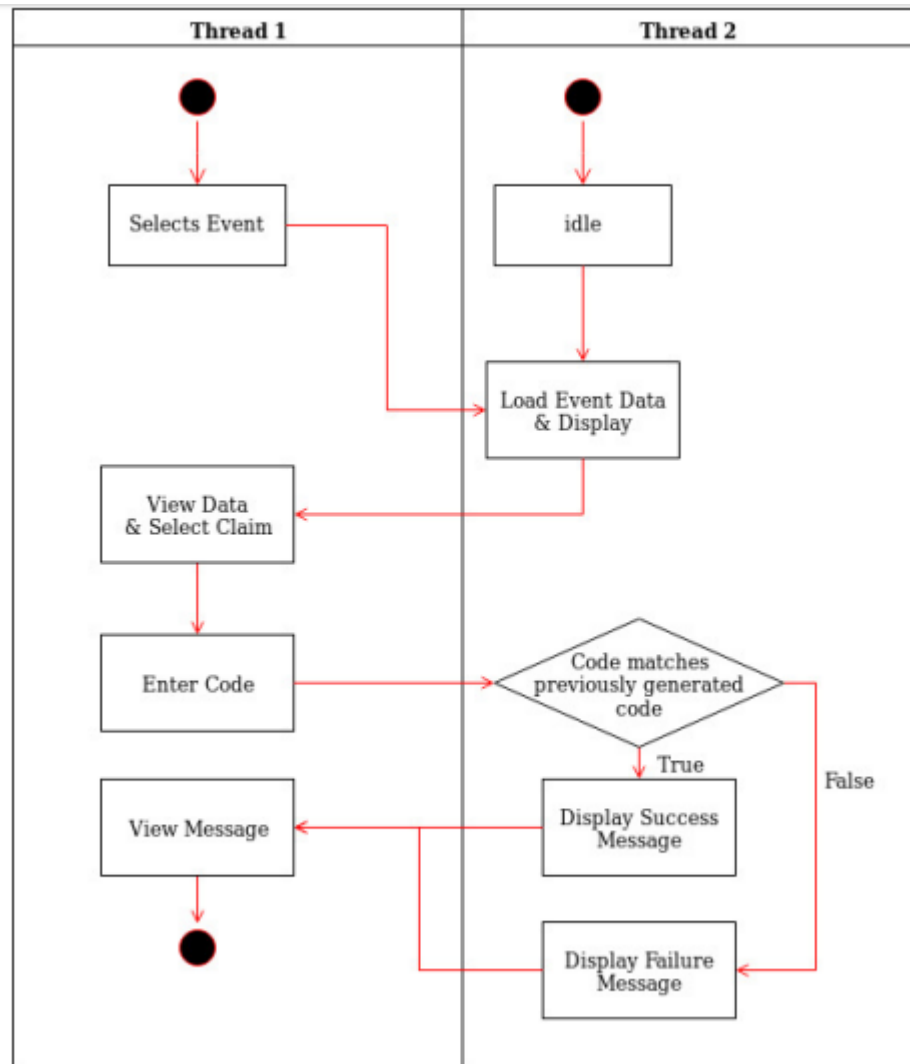 Thread 1
Thread 2
Selects Event
idle
Load Event Data
& Display
View Data
& Select Claim
Enter Code
Code matches
previously generated
code
True
False
View Message
Display Success
Message
Display Failure
Message